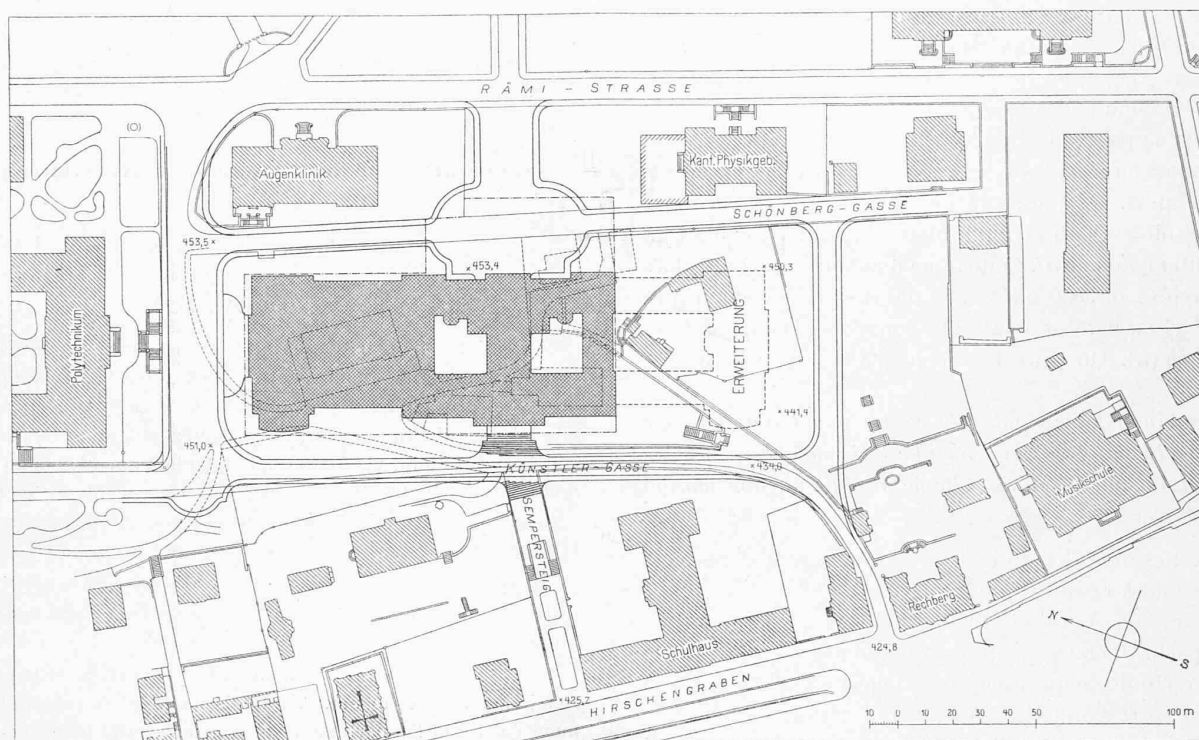 RÄMI - STRASSE
(O)
Augenklinik
Kant. Physikgeb.
SCHÖNBERG-GASSE
453,5 ×
×453,4
×450,3
Polytechnikum
ERWEITERUNG
×441,4
451,0 ×
KÜNSTLER-GASSE
SEMPERSTEIG
Musikschule
Rechberg
Schulhaus
424,8
N
S
×425,7
HIRSCHENGRABEN
10 0 10 20 30 40 50 100 m